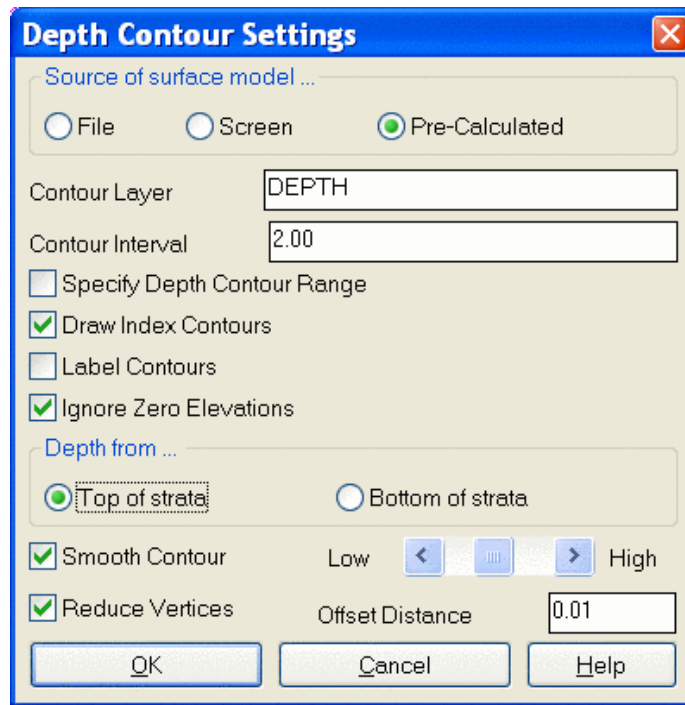 Depth Contour Settings
Source of surface model ...
File Screen Pre-Calculated
Contour Layer DEPTH
Contour Interval 2.00
Specify Depth Contour Range
Draw Index Contours
Label Contours
Ignore Zero Elevations
Depth from ...
Top of strata Bottom of strata
Smooth Contour Low High
Reduce Vertices Offset Distance 0.01
OK Cancel Help